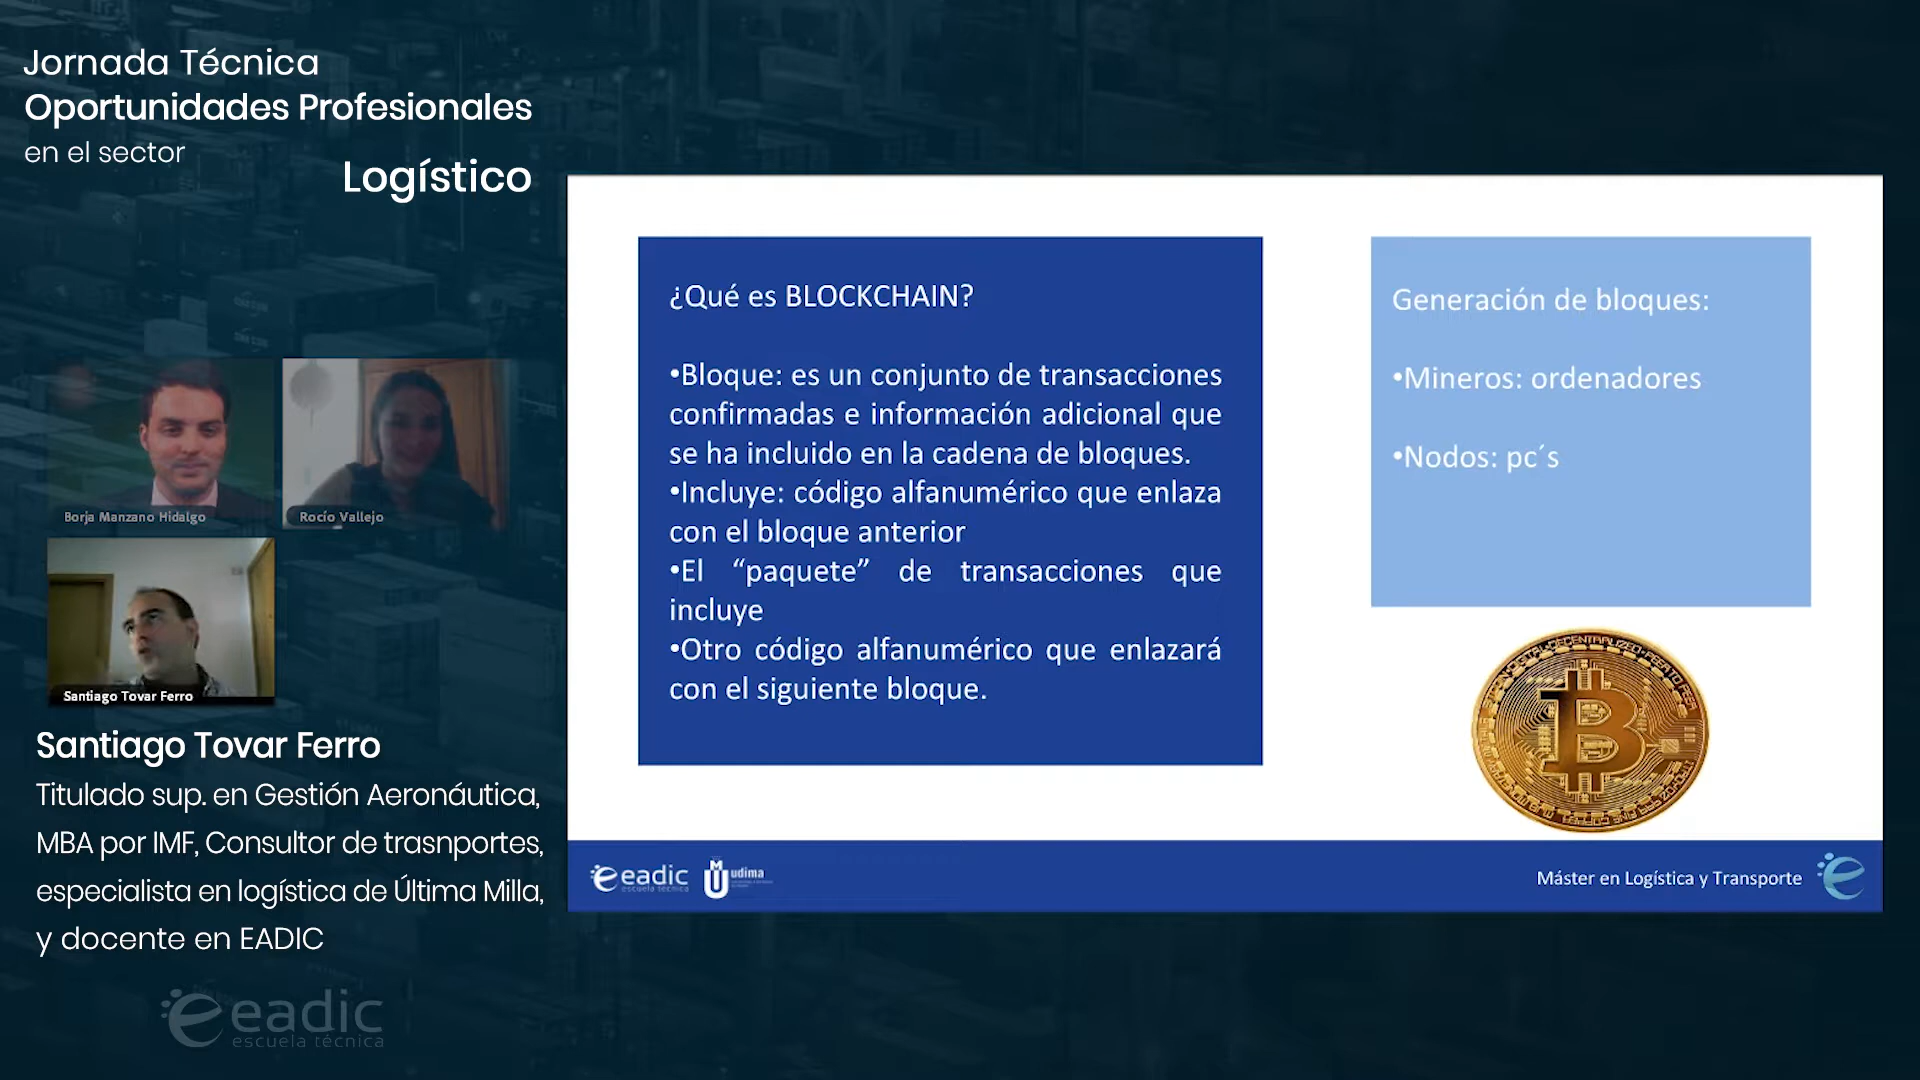 Jornada Técnica
Oportunidades Profesionales
en el sector
Logístico
Borja Manzano Hidalgo
Rocío Vallejo
Santiago Tovar Ferro
Santiago Tovar Ferro
Titulado sup. en Gestión Aeronáutica,
MBA por IMF, Consultor de trasnportes,
especialista en logística de Última Milla,
y docente en EADIC
eadic
escuela técnica
¿Qué es BLOCKCHAIN?
•Bloque: es un conjunto de transacciones
confirmadas e información adicional que
se ha incluido en la cadena de bloques.
•Incluye: código alfanumérico que enlaza
con el bloque anterior
•El “paquete” de transacciones que
incluye
•Otro código alfanumérico que enlazará
con el siguiente bloque.
Generación de bloques:
•Mineros: ordenadores
•Nodos: pc´s
eadic
escuela técnica
udima
Máster en Logística y Transporte